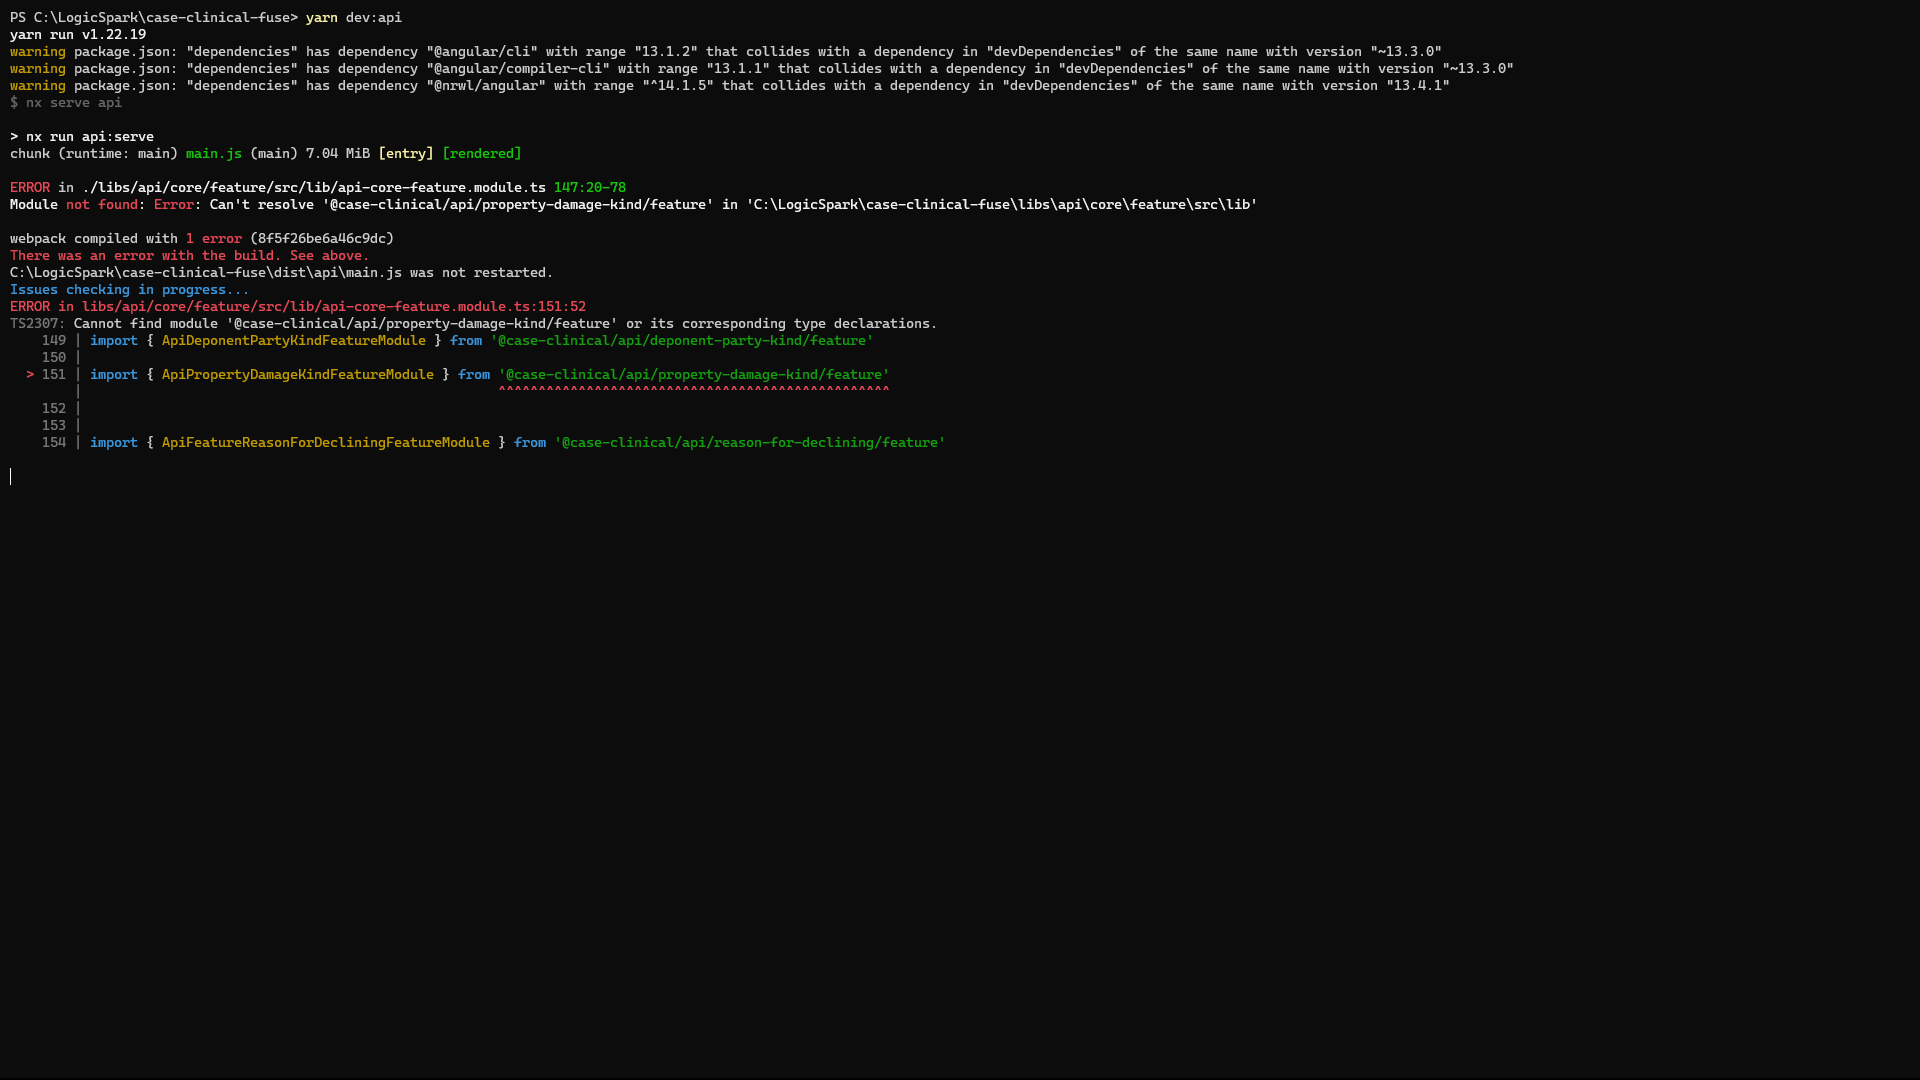 PS C:\LogicSpark\case-clinical-fuse> yarn dev:api
yarn run v1.22.19
warning package.json: "dependencies" has dependency "@angular/cli" with range "13.1.2" that collides with a dependency in "devDependencies" of the same name with version "~13.3.0"
warning package.json: "dependencies" has dependency "@angular/compiler-cli" with range "13.1.1" that collides with a dependency in "devDependencies" of the same name with version "~13.3.0"
warning package.json: "dependencies" has dependency "@nrwl/angular" with range "^14.1.5" that collides with a dependency in "devDependencies" of the same name with version "13.4.1"
$ nx serve api

> nx run api:serve
chunk (runtime: main) main.js (main) 7.04 MiB [entry] [rendered]

ERROR in ./libs/api/core/feature/src/lib/api-core-feature.module.ts 147:20-78
Module not found: Error: Can't resolve '@case-clinical/api/property-damage-kind/feature' in 'C:\LogicSpark\case-clinical-fuse\libs\api\core\feature\src\lib'

webpack compiled with 1 error (8f5f26be6a46c9dc)
There was an error with the build. See above.
C:\LogicSpark\case-clinical-fuse\dist\api\main.js was not restarted.
Issues checking in progress...
ERROR in libs/api/core/feature/src/lib/api-core-feature.module.ts:151:52
TS2307: Cannot find module '@case-clinical/api/property-damage-kind/feature' or its corresponding type declarations.
    149 | import { ApiDeponentPartyKindFeatureModule } from '@case-clinical/api/deponent-party-kind/feature'
    150 |
  > 151 | import { ApiPropertyDamageKindFeatureModule } from '@case-clinical/api/property-damage-kind/feature'
        |                                                    ^^^^^^^^^^^^^^^^^^^^^^^^^^^^^^^^^^^^^^^^^^^^^^^^^
    152 |
    153 |
    154 | import { ApiFeatureReasonForDecliningFeatureModule } from '@case-clinical/api/reason-for-declining/feature'